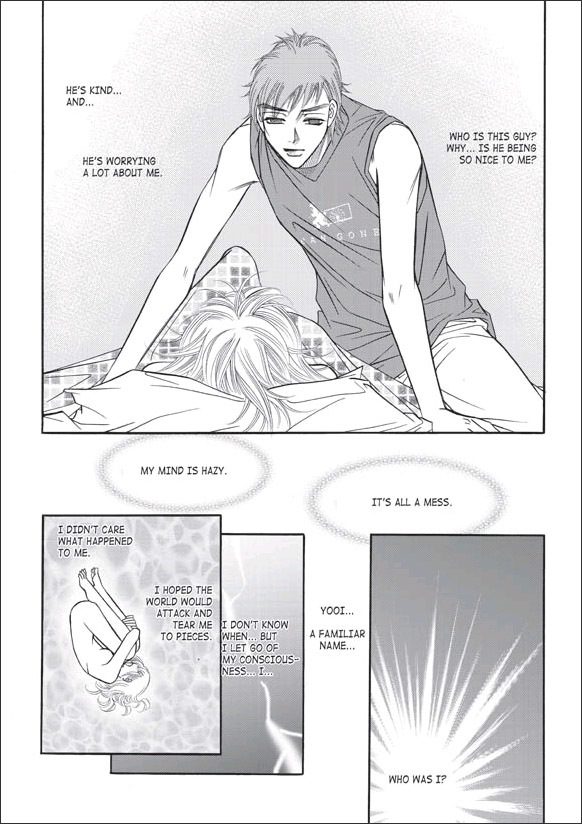 HE'S KIND...
AND...
HE'S WORRYING
A LOT ABOUT ME.
WHO IS THIS GUY?
WHY... IS HE BEING
SO NICE TO ME?
GONE
MY MIND IS HAZY.
IT'S ALL A MESS.
I DIDN'T CARE
WHAT HAPPENED
TO ME.
I HOPED THE
WORLD WOULD
ATTACK AND
TEAR ME
TO PIECES.
I DON'T KNOW
WHEN... BUT
I LET GO OF
MY CONSCIOUS-
NESS... I...
YOOI...
A FAMILIAR
NAME...
WHO WAS I?